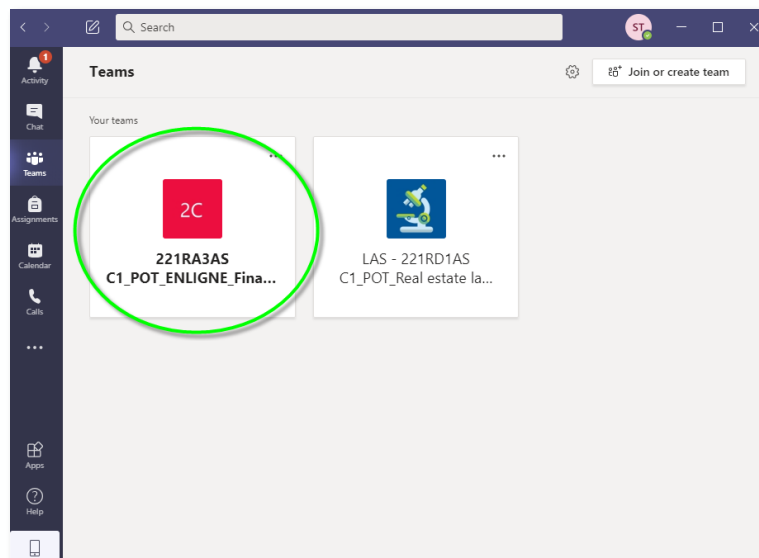 Search
ST
1
Activity
Chat
Teams
Assignments
Calendar
Calls
Apps
Help
Teams
Join or create team
Your teams
2C
221RA3AS
C1_POT_ENLIGNE_Fina...
LAS - 221RD1AS
C1_POT_Real estate la...